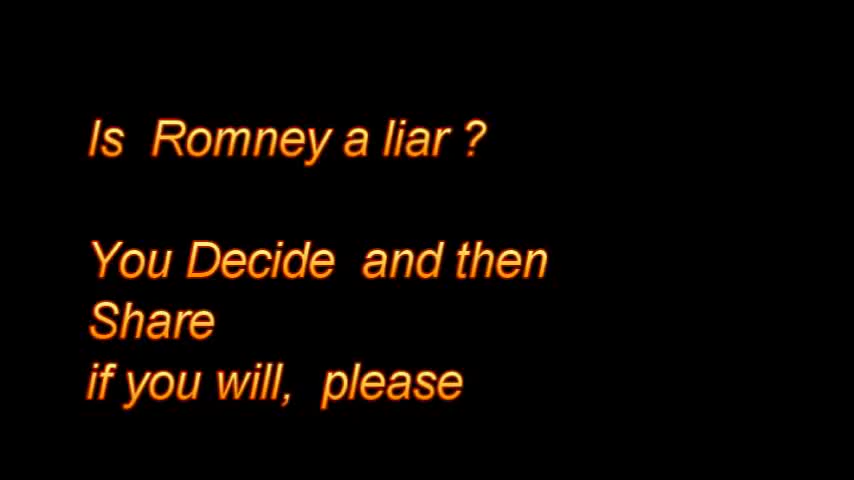 Is Romney a liar ?
You Decide and then
Share
if you will, please